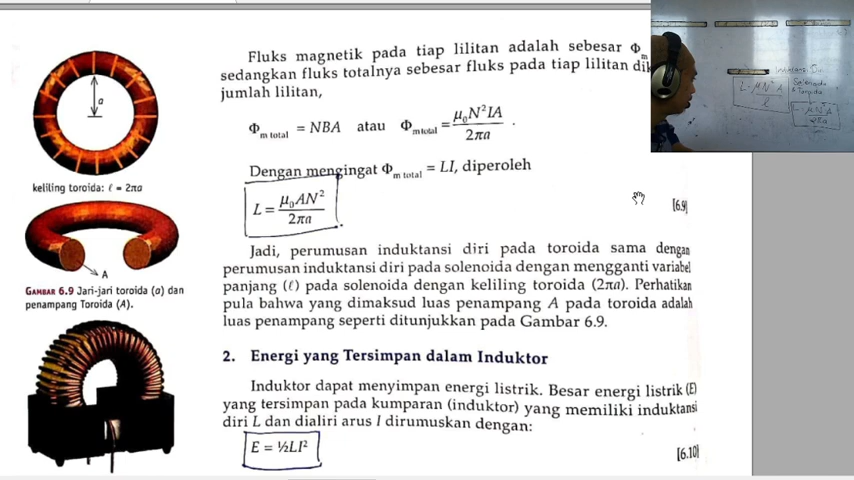 Fluks magnetik pada tiap lilitan adalah sebesar Φm
sedangkan fluks totalnya sebesar fluks pada tiap lilitan dik
jumlah lilitan,
Φm total = NBA atau Φm total = μ₀N²IA / 2πa .
Dengan mengingat Φm total = LI, diperoleh
L = μ₀AN² / 2πa
[6.9]
Jadi, perumusan induktansi diri pada toroida sama dengan
perumusan induktansi diri pada solenoida dengan mengganti variabel
panjang (ℓ) pada solenoida dengan keliling toroida (2πa). Perhatikan
pula bahwa yang dimaksud luas penampang A pada toroida adalah
luas penampang seperti ditunjukkan pada Gambar 6.9.
2. Energi yang Tersimpan dalam Induktor
Induktor dapat menyimpan energi listrik. Besar energi listrik (E)
yang tersimpan pada kumparan (induktor) yang memiliki induktansi
diri L dan dialiri arus I dirumuskan dengan:
E = ½LI²
[6.10]
a
keliling toroida: ℓ = 2πa
A
GAMBAR 6.9 Jari-jari toroida (a) dan
penampang Toroida (A).
Solenoida
& Toroida
L = μN²A / ℓ
L = μN²A / 2πa